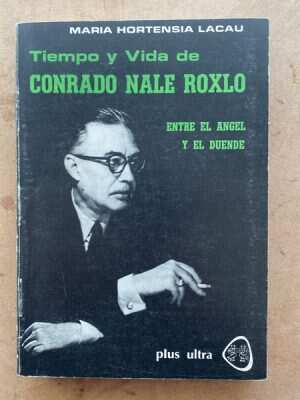 MARIA HORTENSIA LACAU
Tiempo y Vida de
CONRADO NALE ROXLO
ENTRE EL ANGEL
Y EL DUENDE
plus ultra